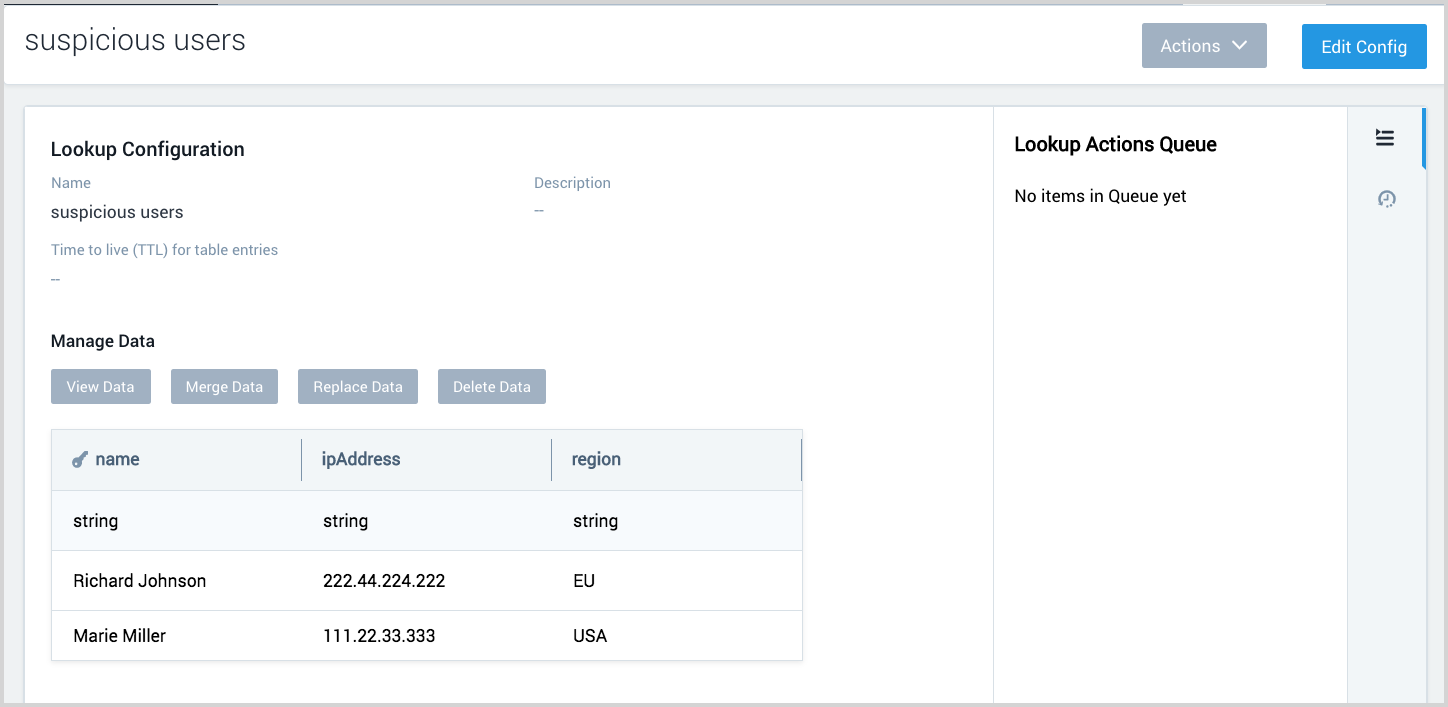 suspicious users
Actions
Edit Config
Lookup Configuration
Name
Description
suspicious users
--
Time to live (TTL) for table entries
--
Manage Data
View Data
Merge Data
Replace Data
Delete Data
name ipAddress region
string string string
Richard Johnson 222.44.224.222 EU
Marie Miller 111.22.33.333 USA
Lookup Actions Queue
No items in Queue yet